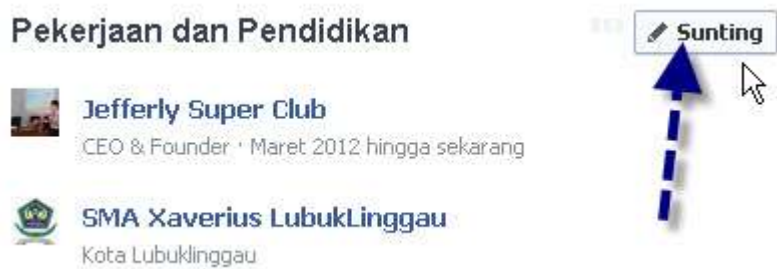 Pekerjaan dan Pendidikan
Sunting
Jefferly Super Club
CEO & Founder · Maret 2012 hingga sekarang
SMA Xaverius LubukLinggau
Kota Lubuklinggau